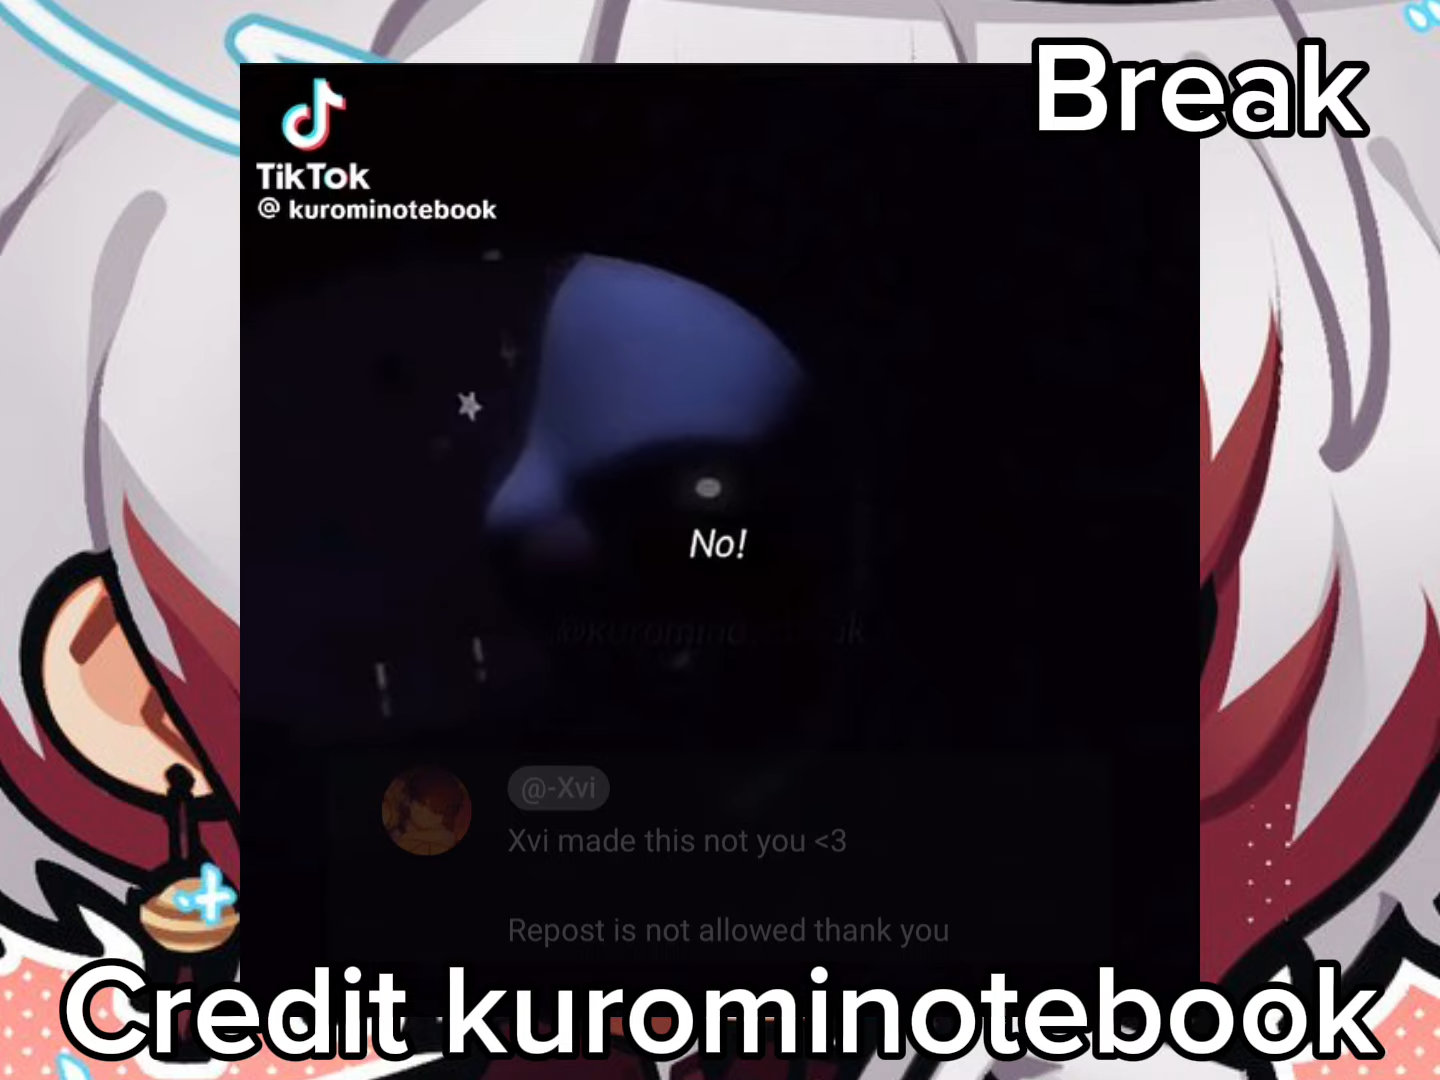 Break
TikTok
@ kurominotebook
No!
@-Xvi
Xvi made this not you <3
Repost is not allowed thank you
Credit kurominotebook